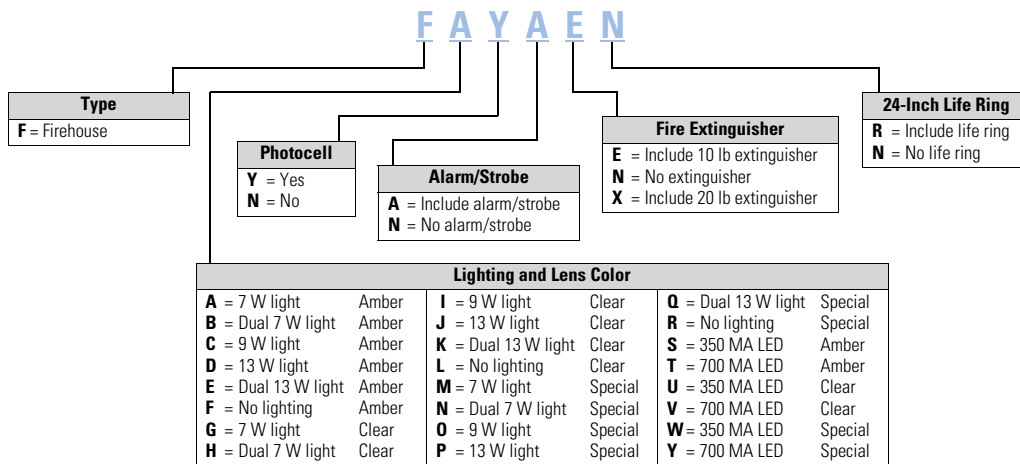 F A Y A E N
Type
F = Firehouse
Photocell
Y = Yes
N = No
Alarm/Strobe
A = Include alarm/strobe
N = No alarm/strobe
Fire Extinguisher
E = Include 10 lb extinguisher
N = No extinguisher
X = Include 20 lb extinguisher
24-Inch Life Ring
R = Include life ring
N = No life ring
Lighting and Lens Color
A = 7 W light Amber
B = Dual 7 W light Amber
C = 9 W light Amber
D = 13 W light Amber
E = Dual 13 W light Amber
F = No lighting Amber
G = 7 W light Clear
H = Dual 7 W light Clear
I = 9 W light Clear
J = 13 W light Clear
K = Dual 13 W light Clear
L = No lighting Clear
M = 7 W light Special
N = Dual 7 W light Special
O = 9 W light Special
P = 13 W light Special
Q = Dual 13 W light Special
R = No lighting Special
S = 350 MA LED Amber
T = 700 MA LED Amber
U = 350 MA LED Clear
V = 700 MA LED Clear
W = 350 MA LED Special
Y = 700 MA LED Special